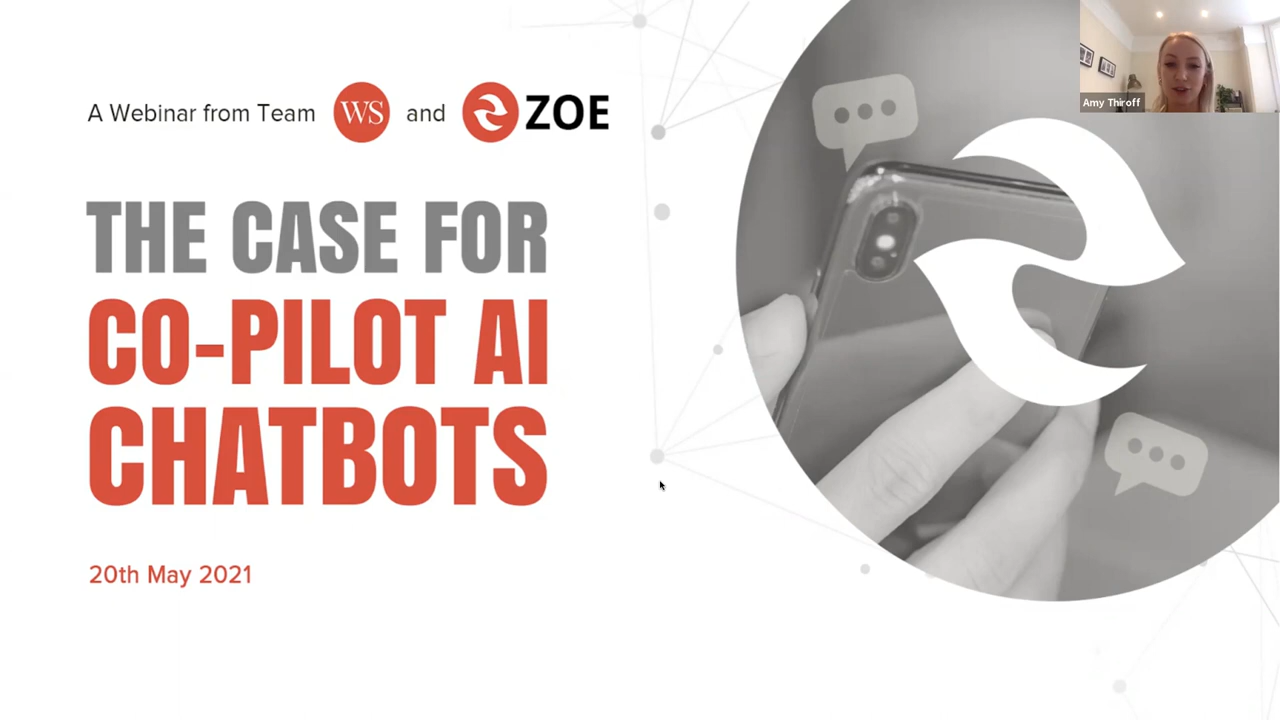 A Webinar from Team WS and ZOE
THE CASE FOR
CO-PILOT AI
CHATBOTS
20th May 2021
Amy Thiroff